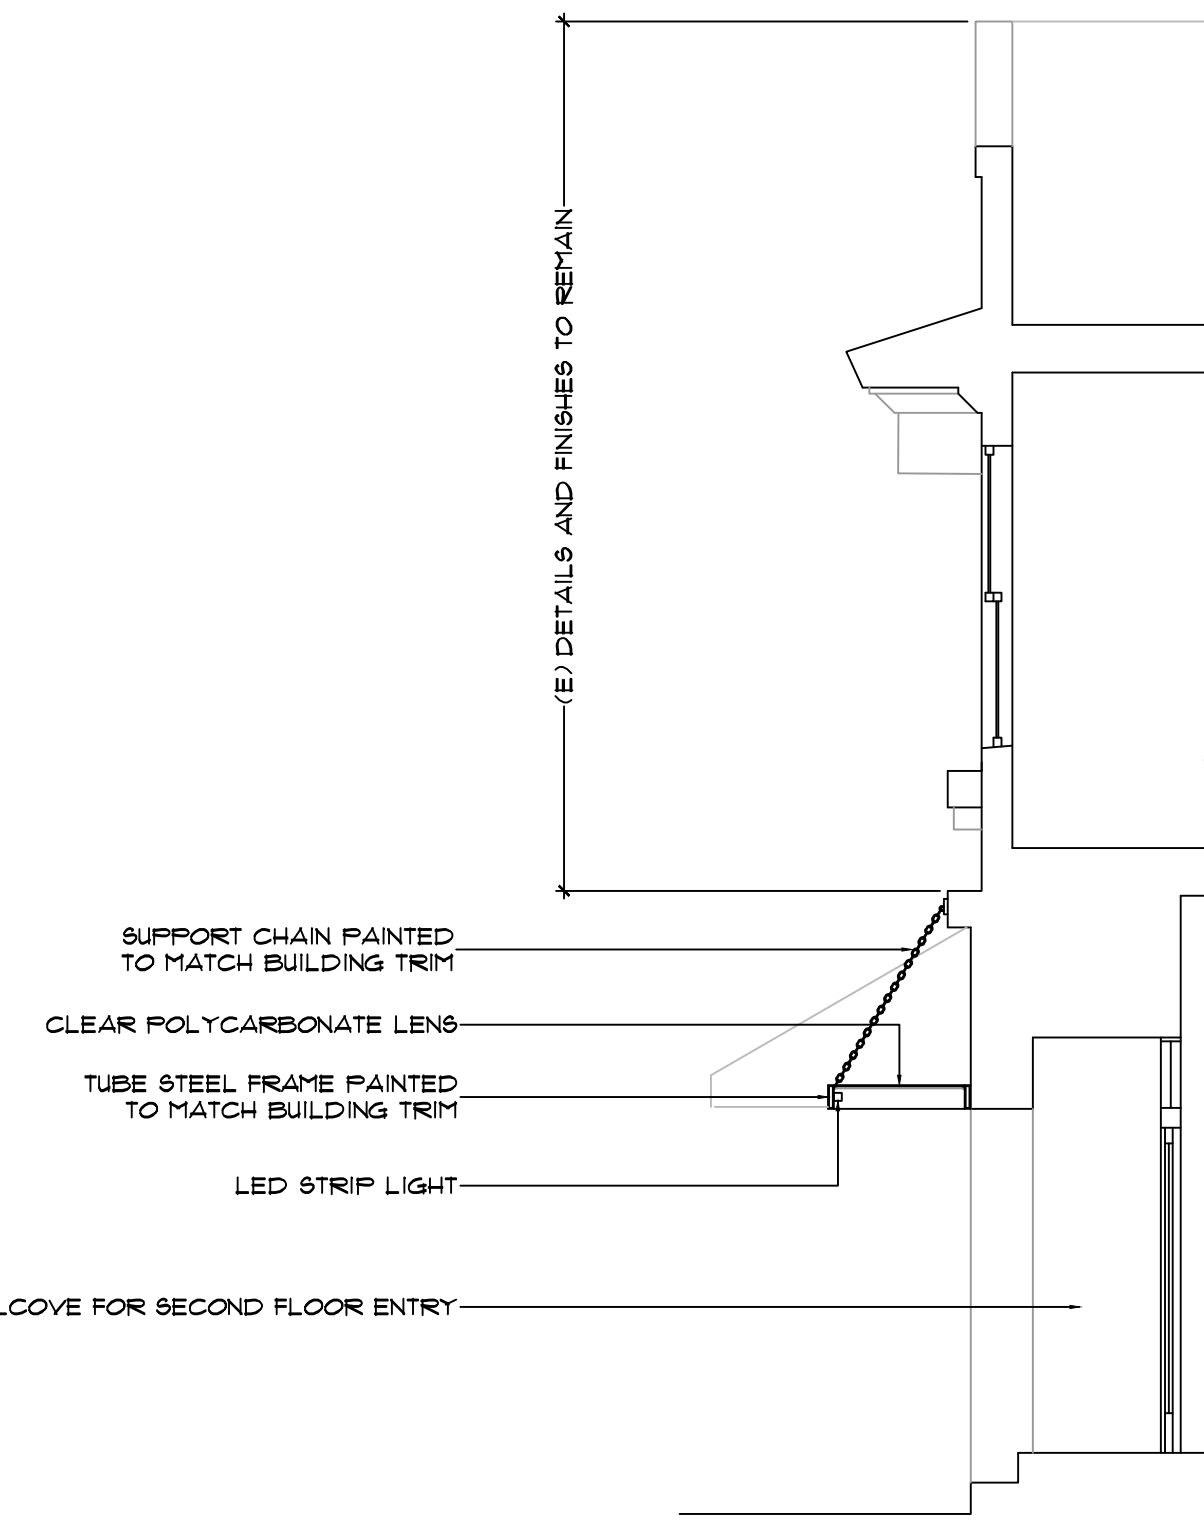 (E) DETAILS AND FINISHES TO REMAIN
SUPPORT CHAIN PAINTED
TO MATCH BUILDING TRIM
CLEAR POLYCARBONATE LENS
TUBE STEEL FRAME PAINTED
TO MATCH BUILDING TRIM
LED STRIP LIGHT
LCOVE FOR SECOND FLOOR ENTRY